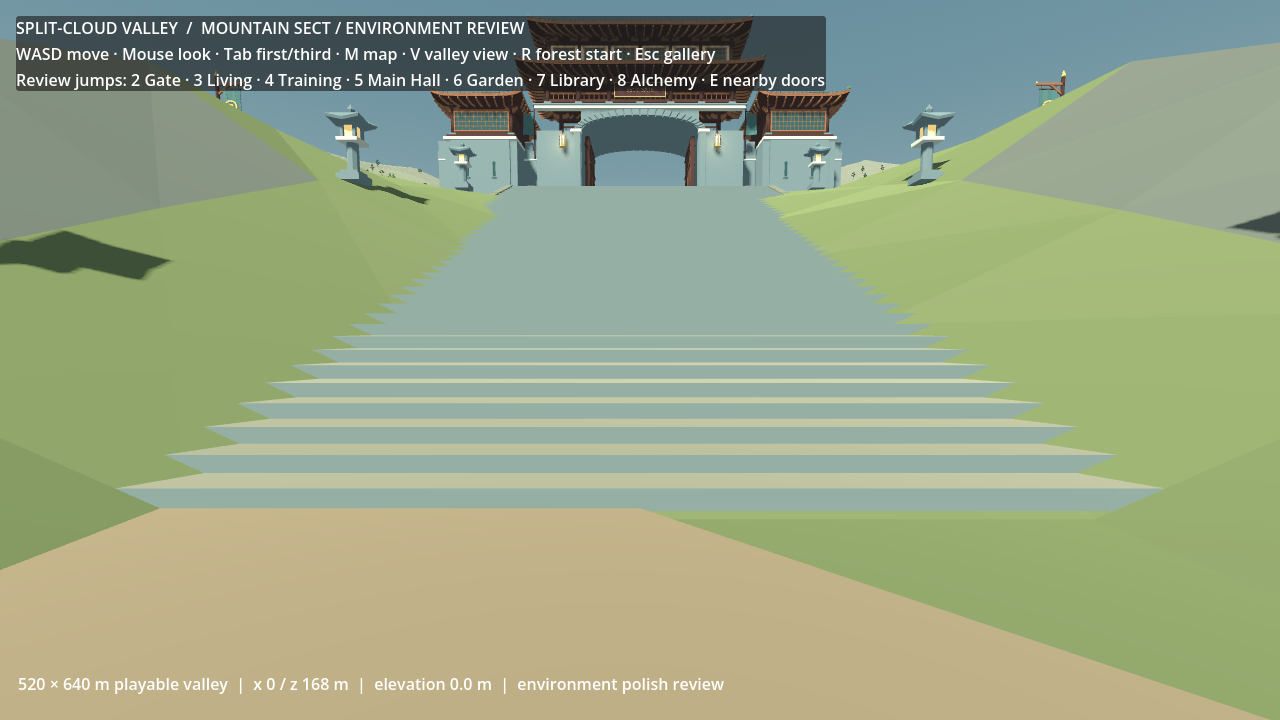 SPLIT-CLOUD VALLEY / MOUNTAIN SECT / ENVIRONMENT REVIEW
WASD move · Mouse look · Tab first/third · M map · V valley view · R forest start · Esc gallery
Review jumps: 2 Gate · 3 Living · 4 Training · 5 Main Hall · 6 Garden · 7 Library · 8 Alchemy · E nearby doors
520 × 640 m playable valley | x 0 / z 168 m | elevation 0.0 m | environment polish review